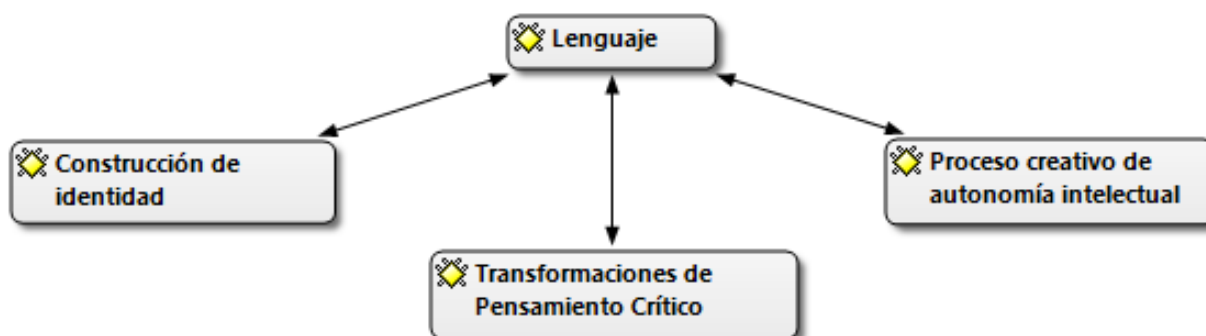 Lenguaje
Construcción de
identidad
Proceso creativo de
autonomía intelectual
Transformaciones de
Pensamiento Crítico